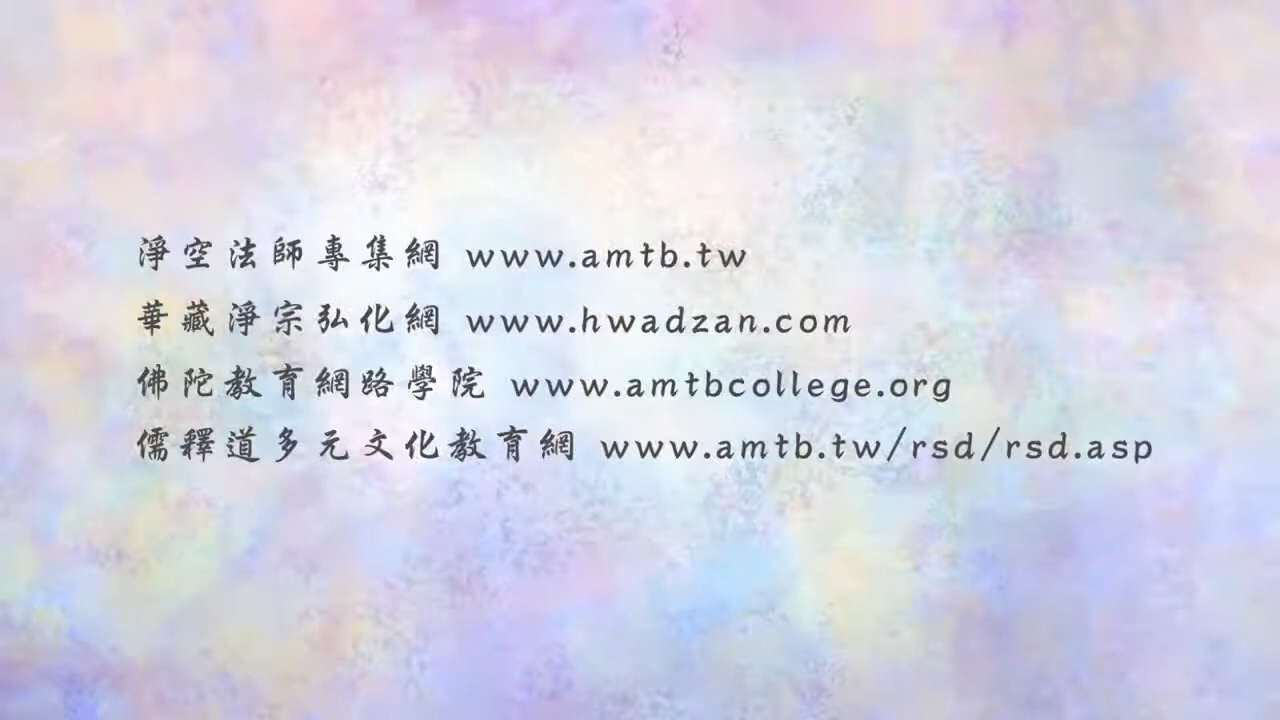 淨空法師專集網 www.amtb.tw
華藏淨宗弘化網 www.hwadzan.com
佛陀教育網路學院 www.amtbcollege.org
儒釋道多元文化教育網 www.amtb.tw/rsd/rsd.asp